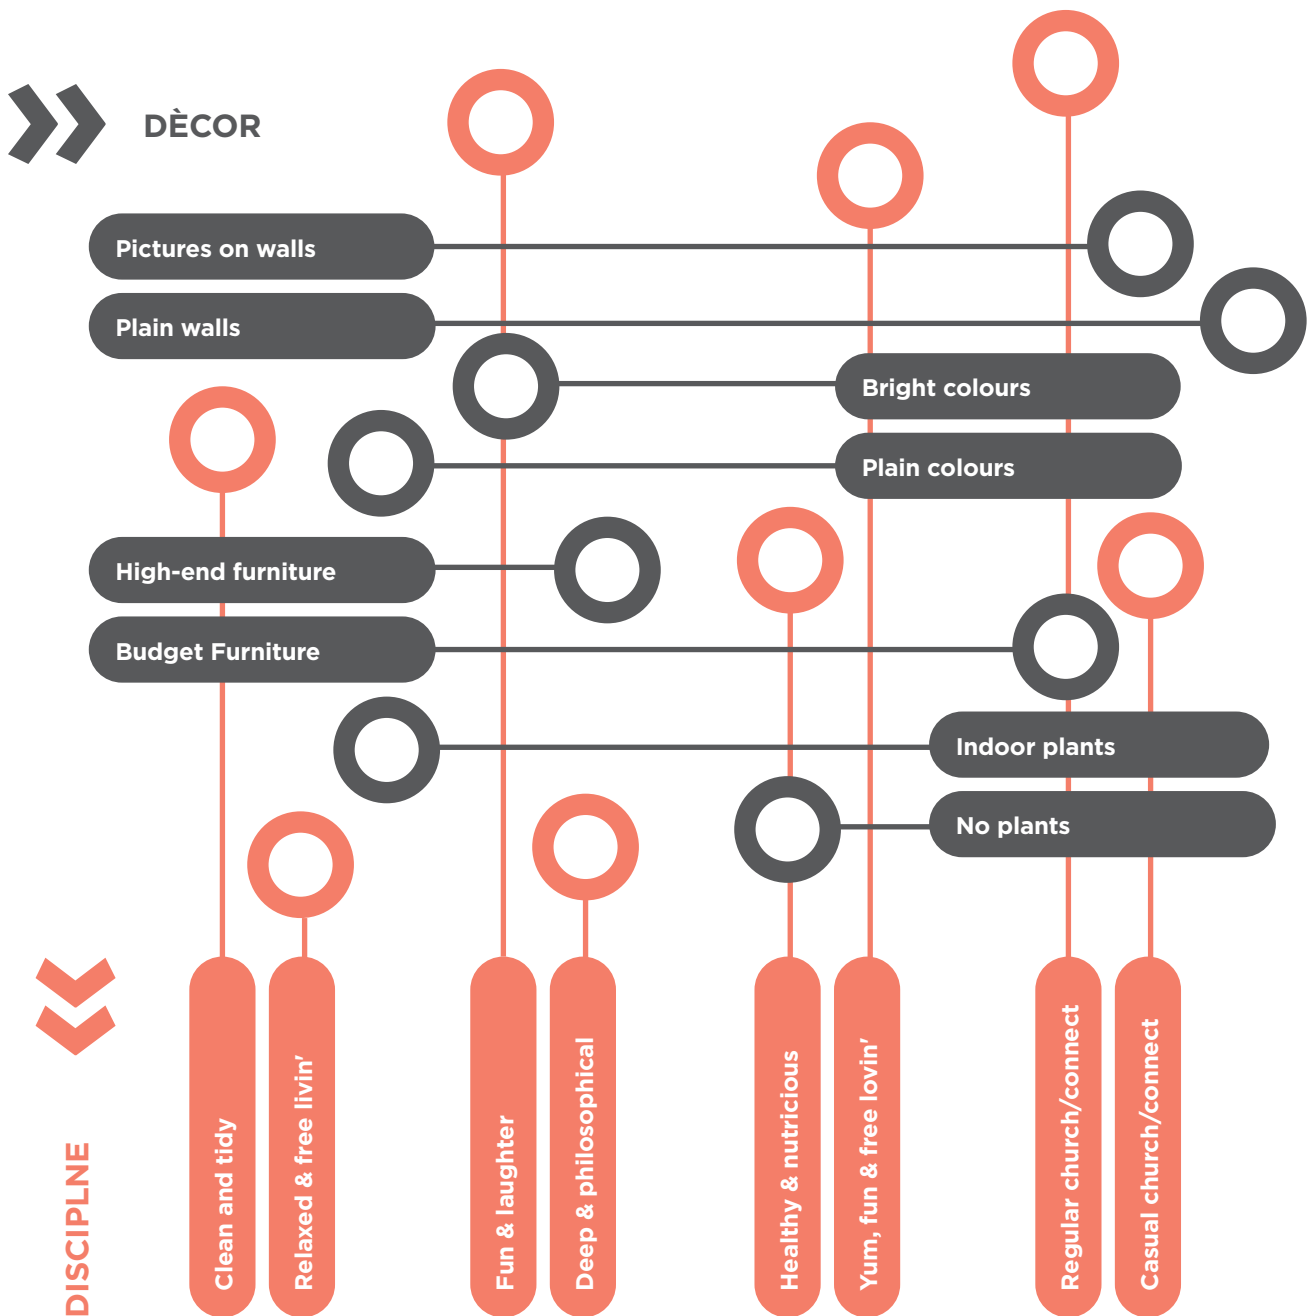 DÈCOR
Pictures on walls
Plain walls
Bright colours
Plain colours
High-end furniture
Budget Furniture
Indoor plants
No plants
DISCIPLNE
Clean and tidy
Relaxed & free livin'
Fun & laughter
Deep & philosophical
Healthy & nutricious
Yum, fun & free lovin'
Regular church/connect
Casual church/connect